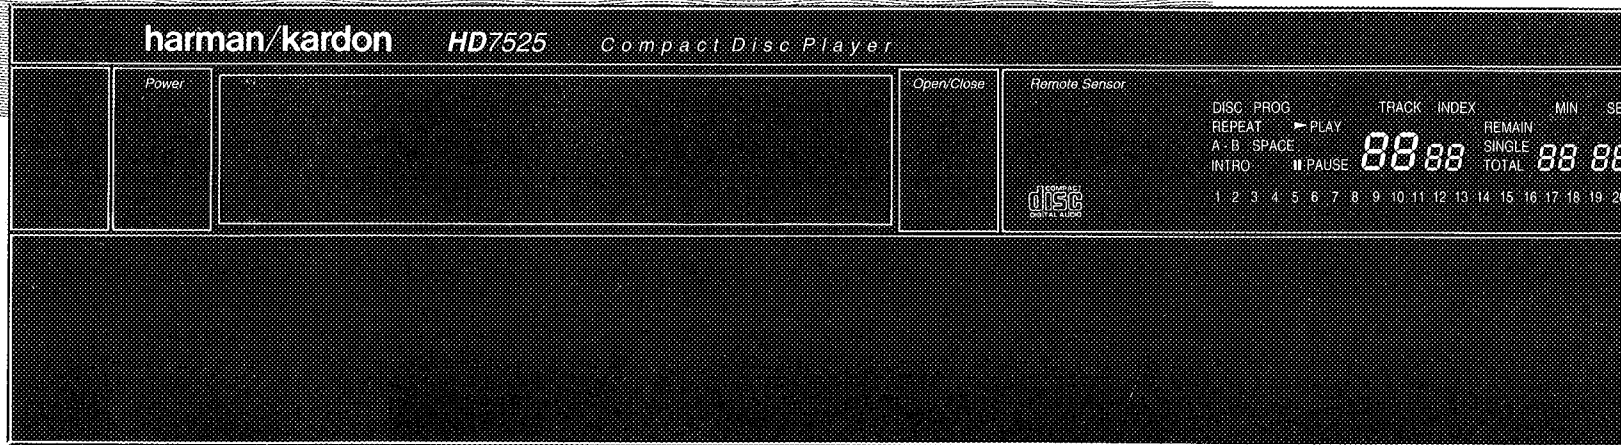 harman/kardon HD7525 Compact Disc Player
Power
Open/Close
Remote Sensor
DISC PROG TRACK INDEX MIN
REPEAT ►PLAY REMAIN
A - B SPACE 88 88 SINGLE 88 88
INTRO II PAUSE TOTAL
COMPACT
disc
DIGITAL AUDIO
1 2 3 4 5 6 7 8 9 10 11 12 13 14 15 16 17 18 19